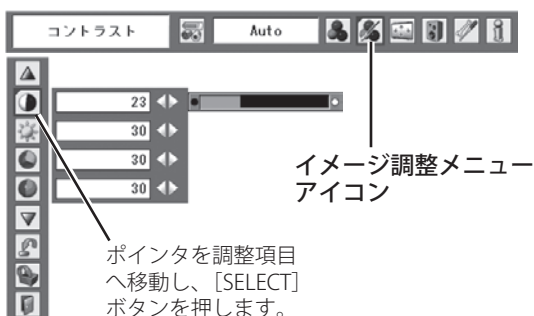 コントラスト Auto
23
30
30
30
イメージ調整メニュー
アイコン
ポインタを調整項目
へ移動し、[SELECT]
ボタンを押します。